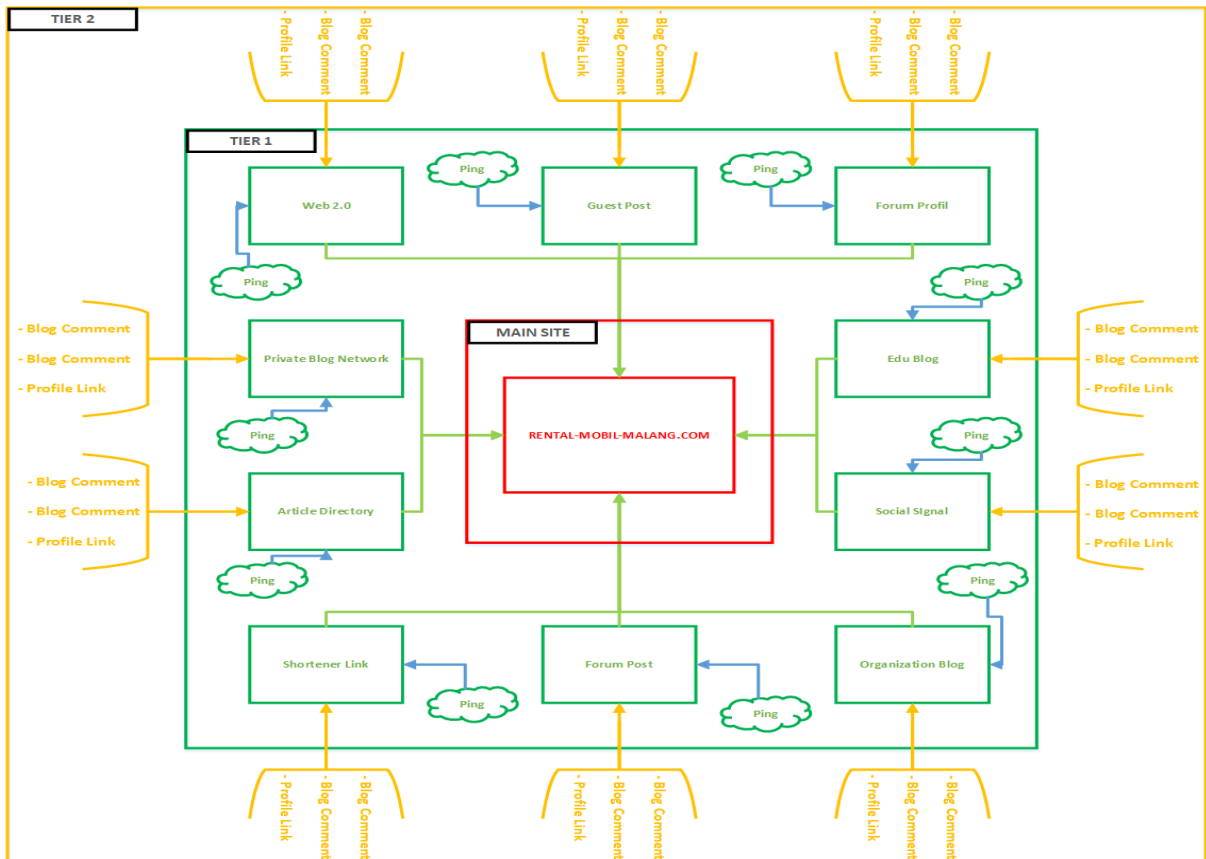 TIER 2
- Profile Link
- Blog Comment
- Blog Comment
- Profile Link
- Blog Comment
- Blog Comment
- Profile Link
- Blog Comment
- Blog Comment
TIER 1
Web 2.0
Ping
Guest Post
Ping
Forum Profil
Ping
Ping
- Blog Comment
- Blog Comment
- Profile Link
Private Blog Network
MAIN SITE
Edu Blog
- Blog Comment
- Blog Comment
- Profile Link
Ping
RENTAL-MOBIL-MALANG.COM
Ping
- Blog Comment
- Blog Comment
- Profile Link
Article Directory
Social SIgnal
- Blog Comment
- Blog Comment
- Profile Link
Ping
Ping
Shortener Link
Forum Post
Organization Blog
Ping
Ping
- Profile Link
- Blog Comment
- Blog Comment
- Profile Link
- Blog Comment
- Blog Comment
- Profile Link
- Blog Comment
- Blog Comment